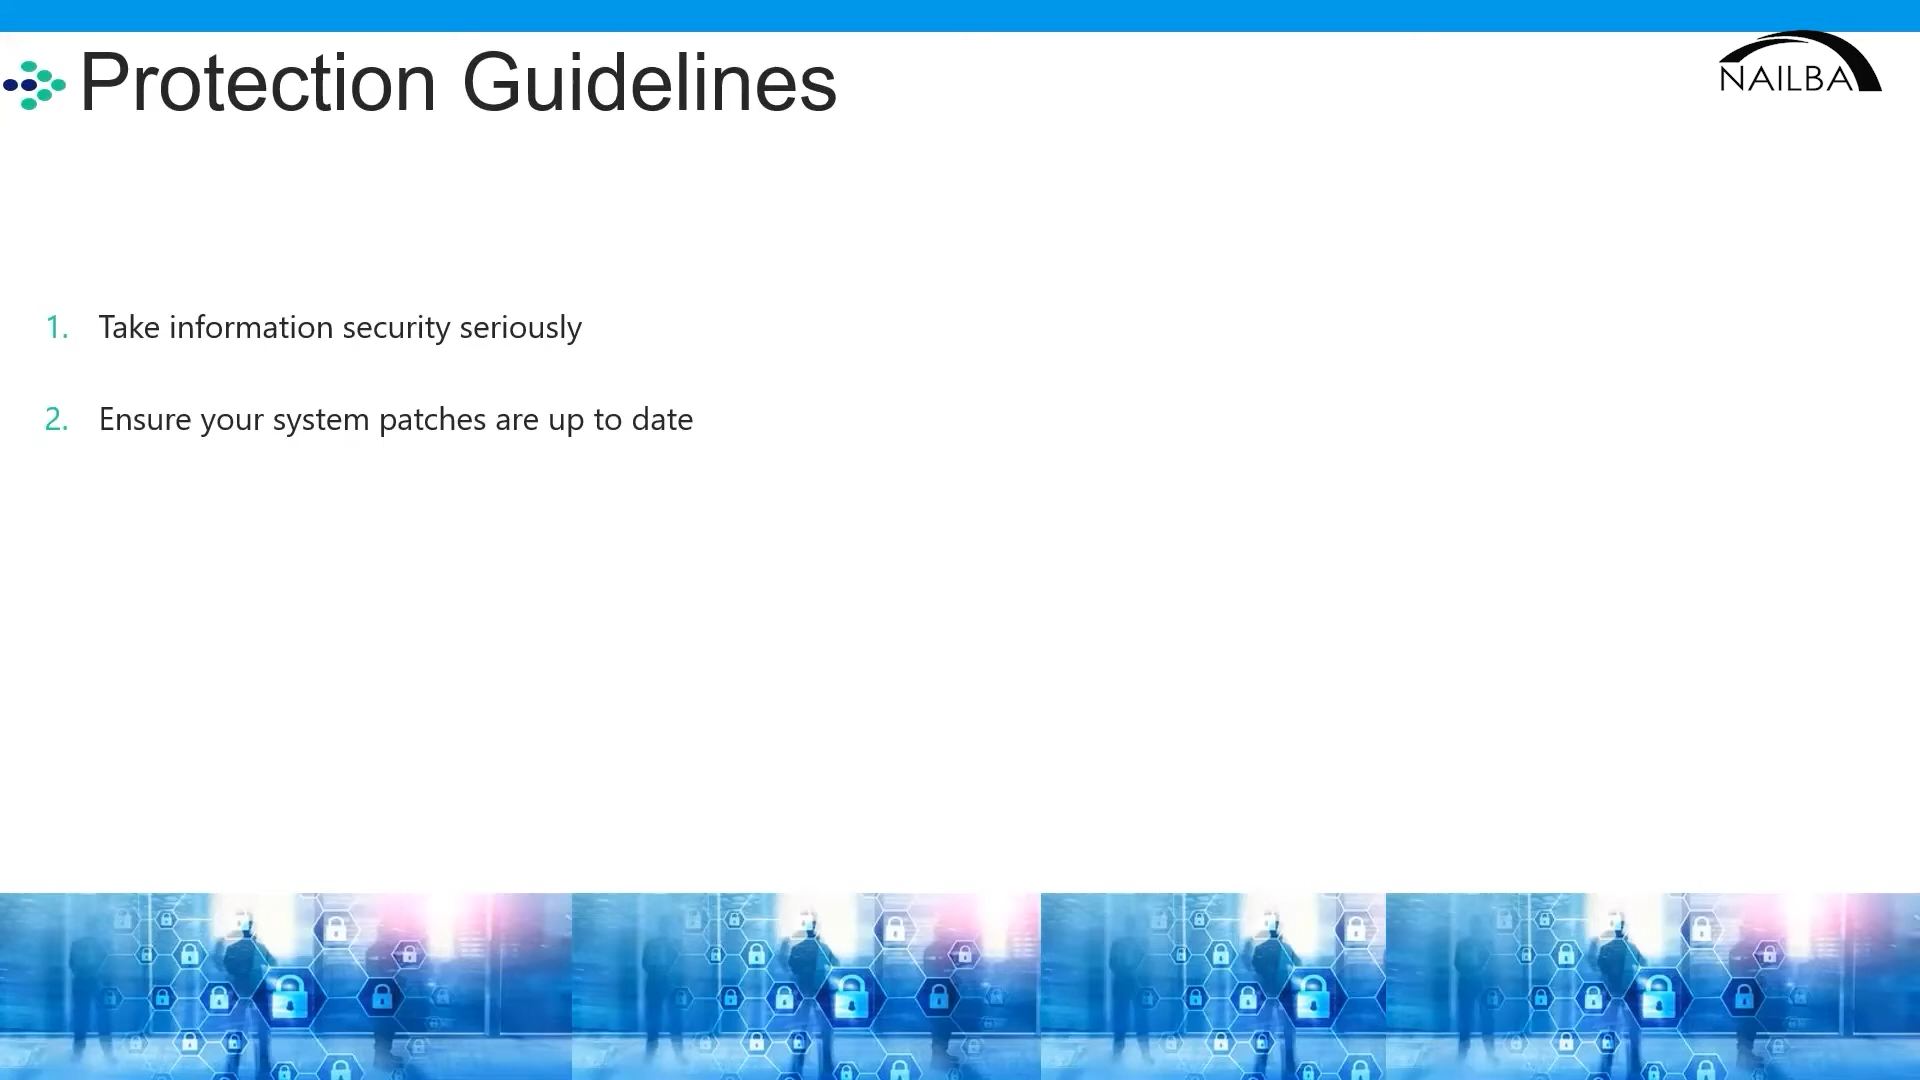 Protection Guidelines
NAILBA
1. Take information security seriously
2. Ensure your system patches are up to date